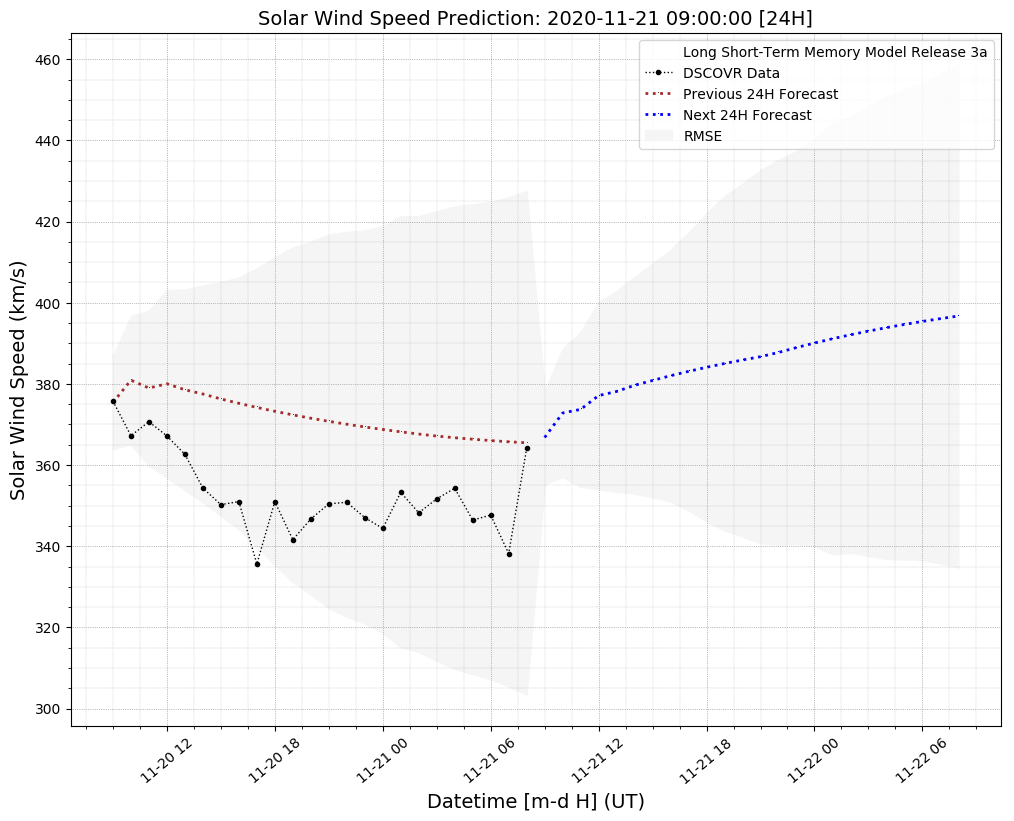 Solar Wind Speed Prediction: 2020-11-21 09:00:00 [24H]
Long Short-Term Memory Model Release 3a
DSCOVR Data
Previous 24H Forecast
Next 24H Forecast
RMSE
Solar Wind Speed (km/s)
460
440
420
400
380
360
340
320
300
11-20 12
11-20 18
11-21 00
11-21 06
11-21 12
11-21 18
11-22 00
11-22 06
Datetime [m-d H] (UT)